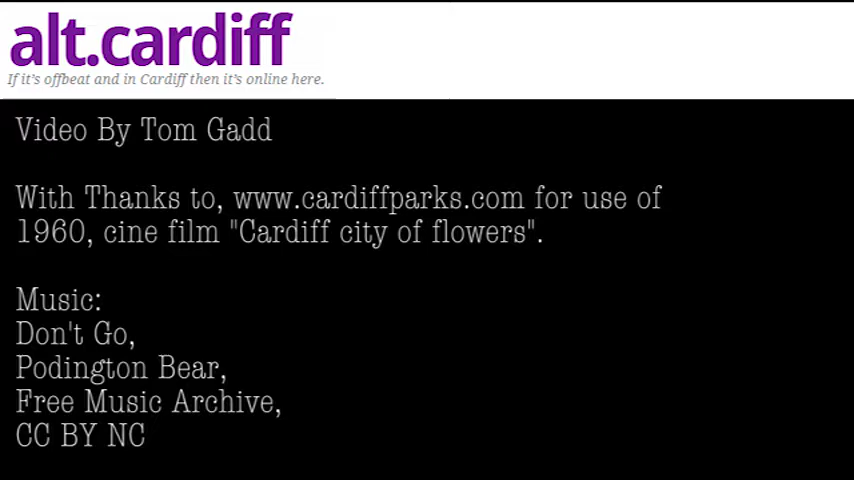 alt.cardiff
If it's offbeat and in Cardiff then it's online here.
Video By Tom Gadd
With Thanks to, www.cardiffparks.com for use of
1960, cine film "Cardiff city of flowers".
Music:
Don't Go,
Podington Bear,
Free Music Archive,
CC BY NC